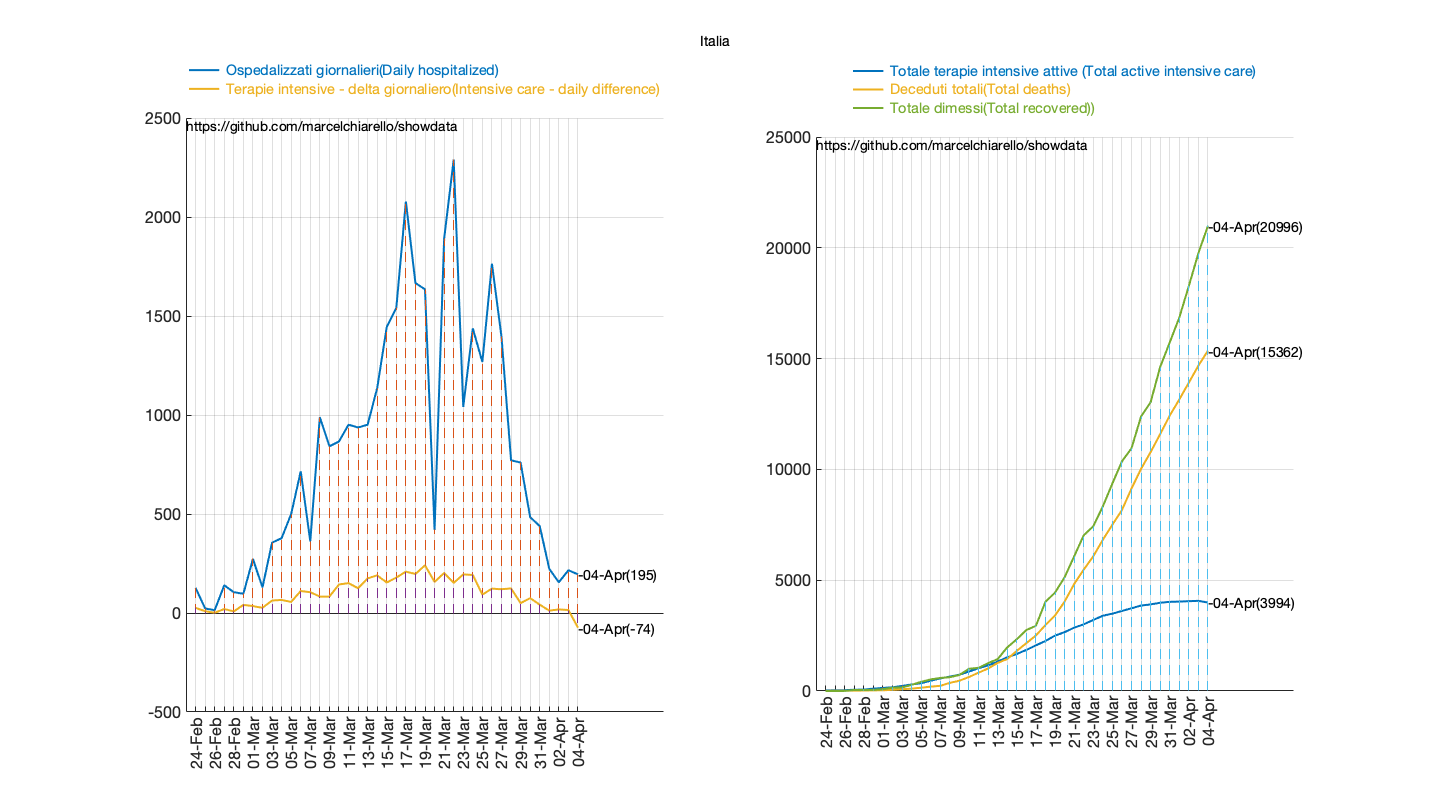 Italia
Ospedalizzati giornalieri(Daily hospitalized)
Terapie intensive - delta giornaliero(Intensive care - daily difference)
2500
https://github.com/marcelchiarello/showdata
2000
1500
1000
500
0
-500
-04-Apr(195)
-04-Apr(-74)
24-Feb
26-Feb
28-Feb
01-Mar
03-Mar
05-Mar
07-Mar
09-Mar
11-Mar
13-Mar
15-Mar
17-Mar
19-Mar
21-Mar
23-Mar
25-Mar
27-Mar
29-Mar
31-Mar
02-Apr
04-Apr
Totale terapie intensive attive (Total active intensive care)
Deceduti totali(Total deaths)
Totale dimessi(Total recovered))
25000
https://github.com/marcelchiarello/showdata
20000
15000
10000
5000
0
-04-Apr(20996)
-04-Apr(15362)
-04-Apr(3994)
24-Feb
26-Feb
28-Feb
01-Mar
03-Mar
05-Mar
07-Mar
09-Mar
11-Mar
13-Mar
15-Mar
17-Mar
19-Mar
21-Mar
23-Mar
25-Mar
27-Mar
29-Mar
31-Mar
02-Apr
04-Apr